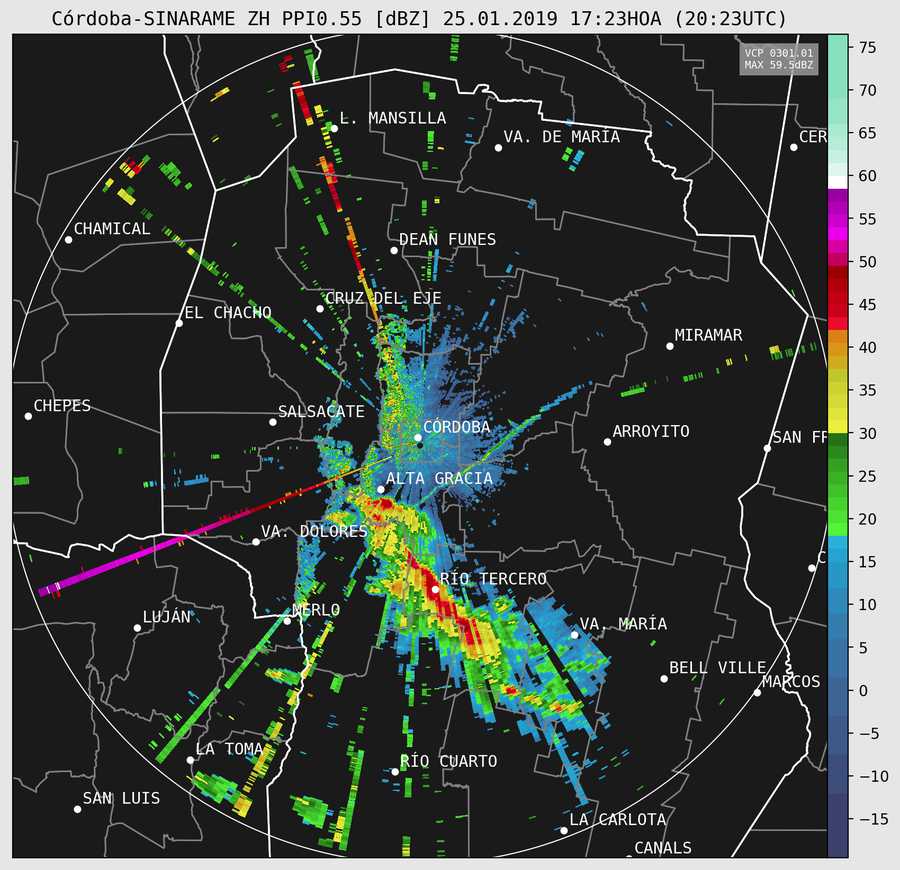 Córdoba-SINARAME ZH PPI0.55 [dBZ] 25.01.2019 17:23HOA (20:23UTC)
VCP 0301.01
MAX 59.5dBZ
L. MANSILLA
VA. DE MARÍA
CER
CHAMICAL
DEAN FUNES
CRUZ DEL EJE
EL CHACHO
MIRAMAR
CHEPES
SALSACATE
CÓRDOBA
ARROYITO
SAN FR
ALTA GRACIA
VA. DOLORES
C
RÍO TERCERO
LUJÁN
MERLO
VA. MARÍA
BELL VILLE
MARCOS
LA TOMA
RÍO CUARTO
SAN LUIS
LA CARLOTA
CANALS
75
70
65
60
55
50
45
40
35
30
25
20
15
10
5
0
−5
−10
−15